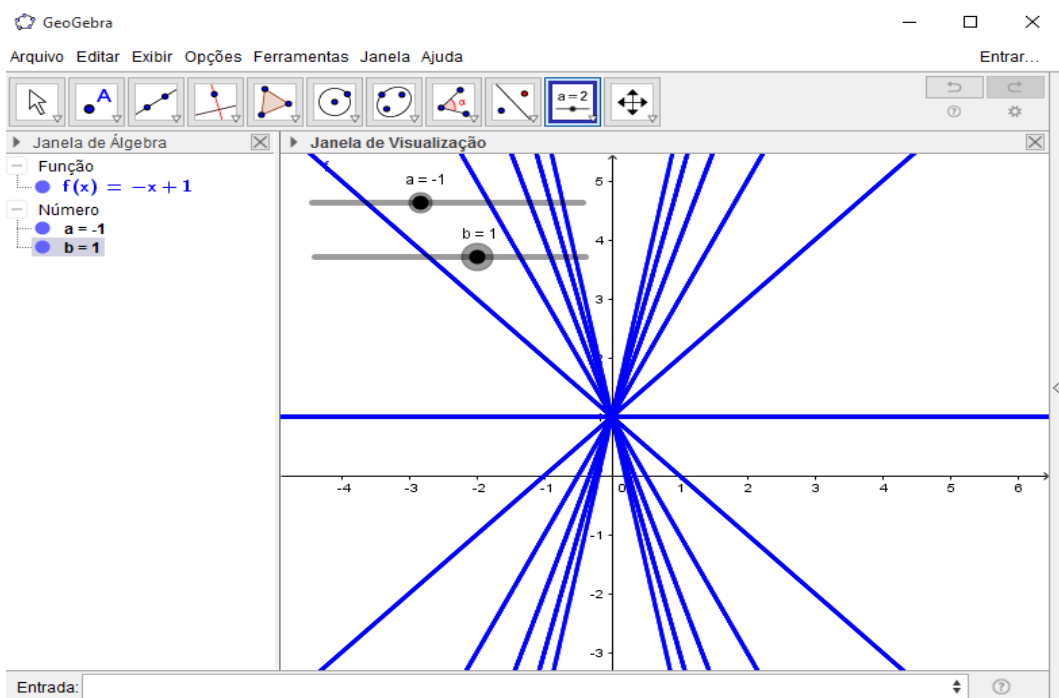 GeoGebra
Arquivo Editar Exibir Opções Ferramentas Janela Ajuda
Entrar...
A
α
a = 2
Janela de Álgebra
Função
f(x) = -x + 1
Número
a = -1
b = 1
Janela de Visualização
f
a = -1
b = 1
5
4
3
2
1
-4 -3 -2 -1 0 1 2 3 4 5 6
-1
-2
-3
Entrada: